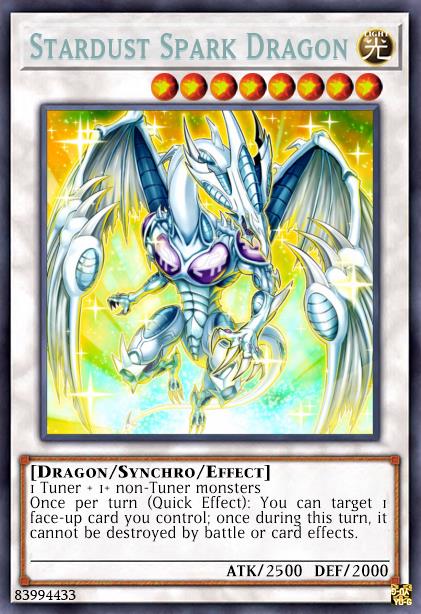 STARDUST SPARK DRAGON
LIGHT
光
[DRAGON/SYNCHRO/EFFECT]
1 Tuner + 1+ non-Tuner monsters
Once per turn (Quick Effect): You can target 1
face-up card you control; once during this turn, it
cannot be destroyed by battle or card effects.
ATK/2500 DEF/2000
83994433